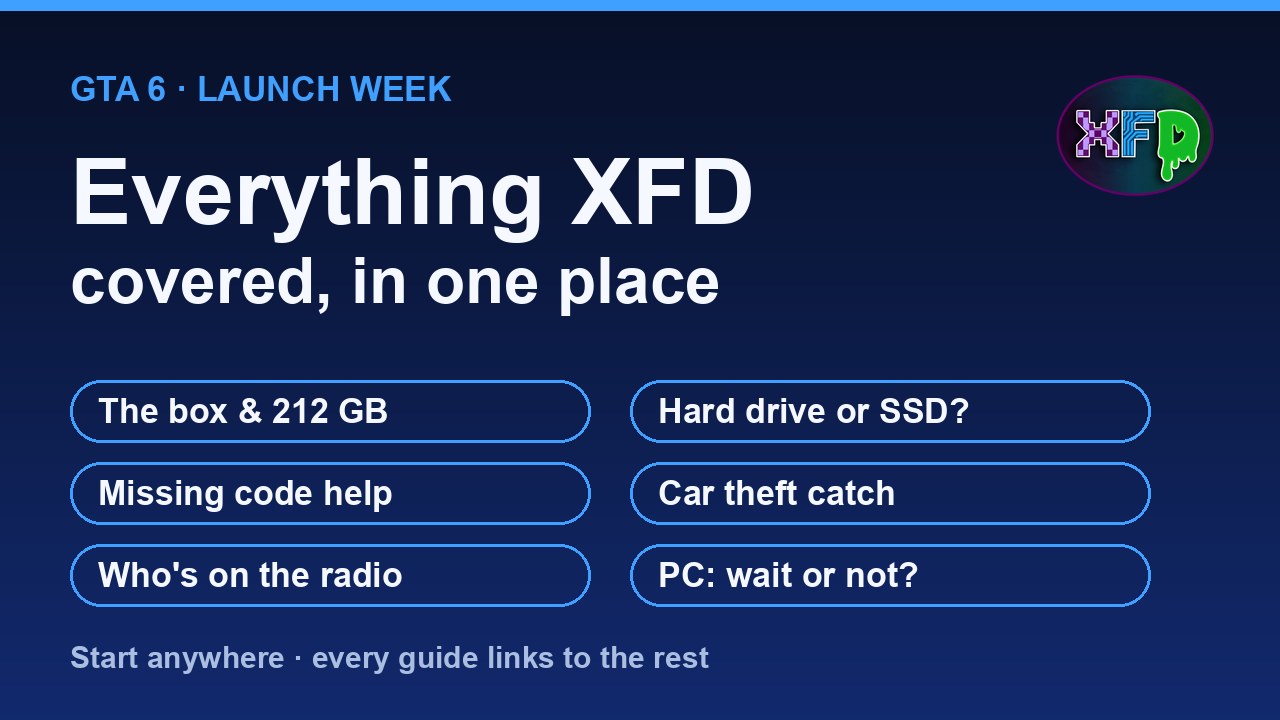 GTA 6 · LAUNCH WEEK
XFD
Everything XFD
covered, in one place
The box & 212 GB
Hard drive or SSD?
Missing code help
Car theft catch
Who's on the radio
PC: wait or not?
Start anywhere · every guide links to the rest